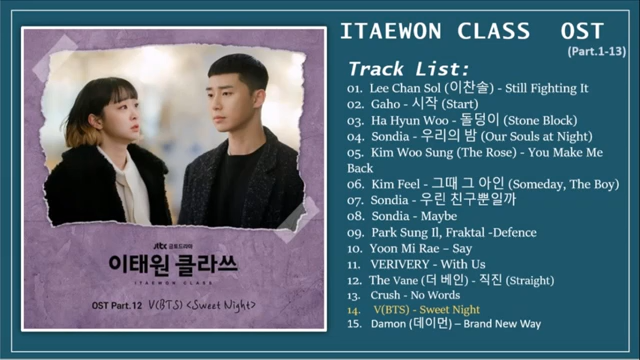 ITAEWON CLASS OST
(Part.1-13)
Track List:
01. Lee Chan Sol (이찬솔) - Still Fighting It
02. Gaho - 시작 (Start)
03. Ha Hyun Woo - 돌덩이 (Stone Block)
04. Sondia - 우리의 밤 (Our Souls at Night)
05. Kim Woo Sung (The Rose) - You Make Me
Back
06. Kim Feel - 그때 그 아인 (Someday, The Boy)
07. Sondia - 우린 친구뿐일까
08. Sondia - Maybe
09. Park Sung Il, Fraktal -Defence
10. Yoon Mi Rae – Say
11. VERIVERY - With Us
12. The Vane (더 베인) - 직진 (Straight)
13. Crush - No Words
14. V(BTS) - Sweet Night
15. Damon (데이먼) – Brand New Way
jtbc 금토드라마
이태원 클라쓰
ITAEWON CLASS
OST Part.12 V(BTS) <Sweet Night>